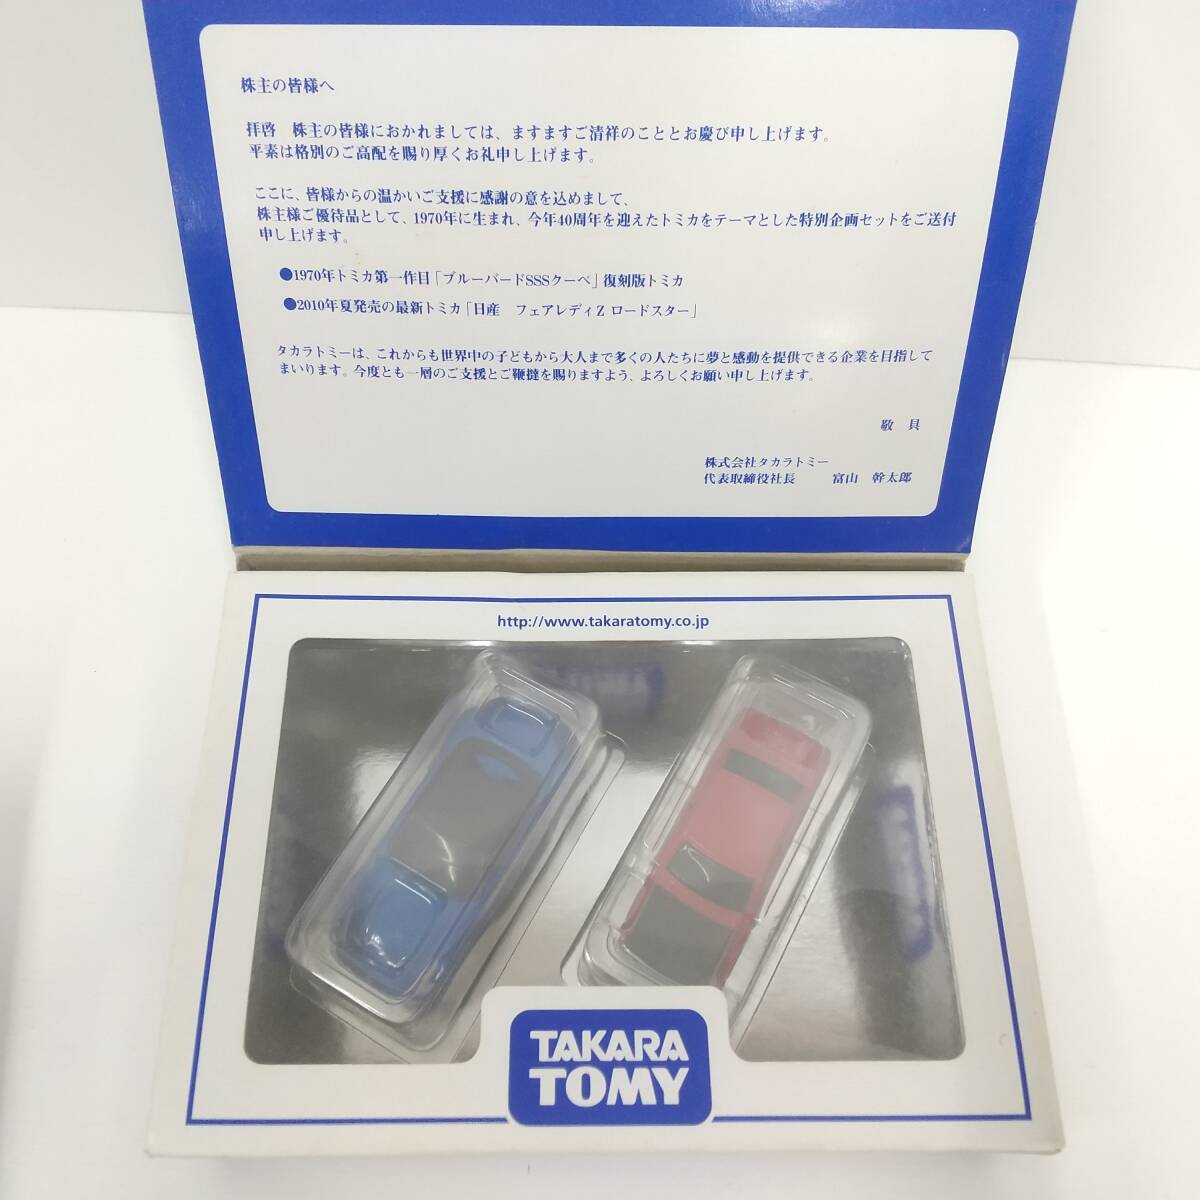 株主の皆様へ
拝啓　株主の皆様におかれましては、ますますご清祥のこととお慶び申し上げます。
平素は格別のご高配を賜り厚くお礼申し上げます。
ここに、皆様からの温かいご支援に感謝の意を込めまして、
株主様ご優待品として、1970年に生まれ、今年40周年を迎えたトミカをテーマとした特別企画セットをご送付
申し上げます。
●1970年トミカ第一作目「ブルーバードSSSクーペ」復刻版トミカ
●2010年夏発売の最新トミカ「日産　フェアレディZ ロードスター」
タカラトミーは、これからも世界中の子どもから大人まで多くの人たちに夢と感動を提供できる企業を目指して
まいります。今度とも一層のご支援とご鞭撻を賜りますよう、よろしくお願い申し上げます。
敬　具
株式会社タカラトミー
代表取締役社長　　富山　幹太郎
http://www.takaratomy.co.jp
TAKARA
TOMY